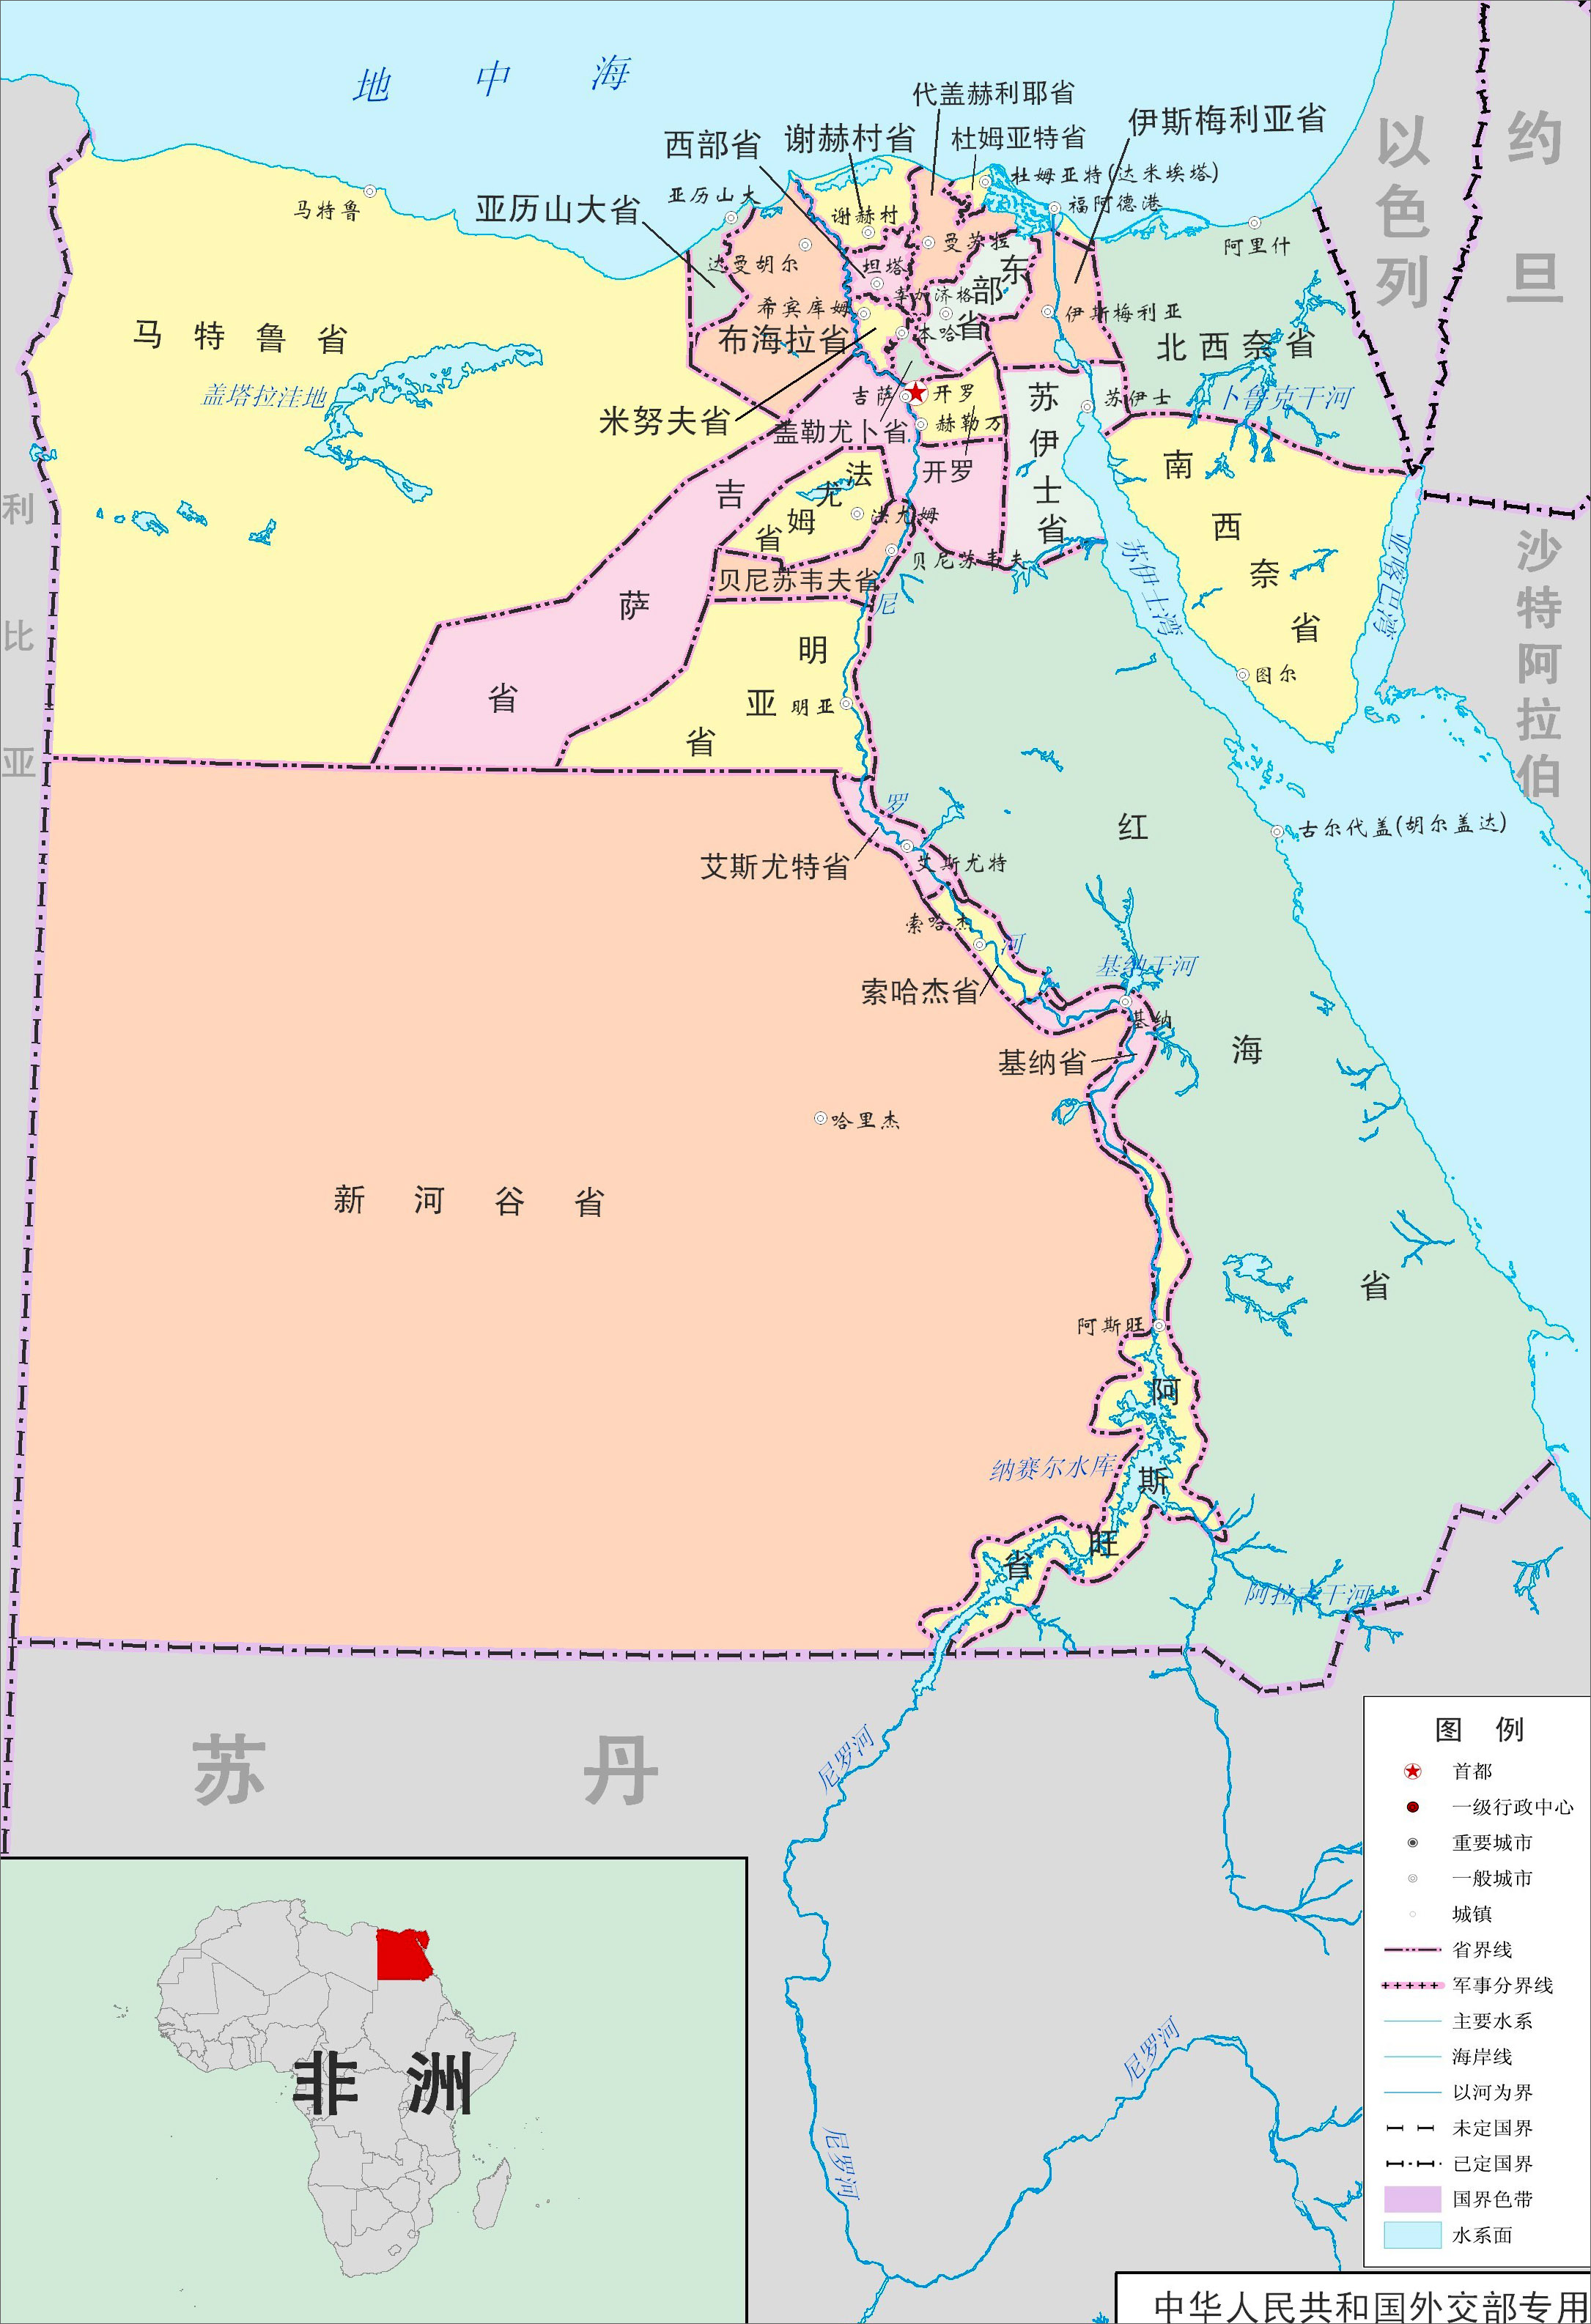 地中海
代盖赫利耶省
伊斯梅利亚省
西部省
谢赫村省
杜姆亚特省
以色列
约旦
杜姆亚特(达米埃塔)
亚历山大省
亚历山大
马特鲁
福阿德港
谢赫村
曼苏拉
阿里什
达曼胡尔
坦塔
东部省
宰加济格
希宾库姆
伊斯梅利亚
马特鲁省
布海拉省
本哈
北西奈省
盖塔拉洼地
吉萨
开罗
苏伊士
卜鲁克干河
米努夫省
盖勒尤卜省
赫勒万
苏伊士省
开罗
南西奈省
法尤姆省
法尤姆
吉萨省
利比亚
贝尼苏韦夫
贝尼苏韦夫省
苏伊士湾
亚喀巴湾
沙特阿拉伯
尼罗河
明亚省
明亚
图尔
红海省
古尔代盖(胡尔盖达)
艾斯尤特省
艾斯尤特
索哈杰
索哈杰省
基纳干河
基纳
基纳省
哈里杰
新河谷省
阿斯旺
阿斯旺省
纳赛尔水库
阿拉基干河
苏丹
尼罗河
尼罗河
尼罗河
非洲
图例
首都
一级行政中心
重要城市
一般城市
城镇
省界线
军事分界线
主要水系
海岸线
以河为界
未定国界
已定国界
国界色带
水系面
中华人民共和国外交部专用